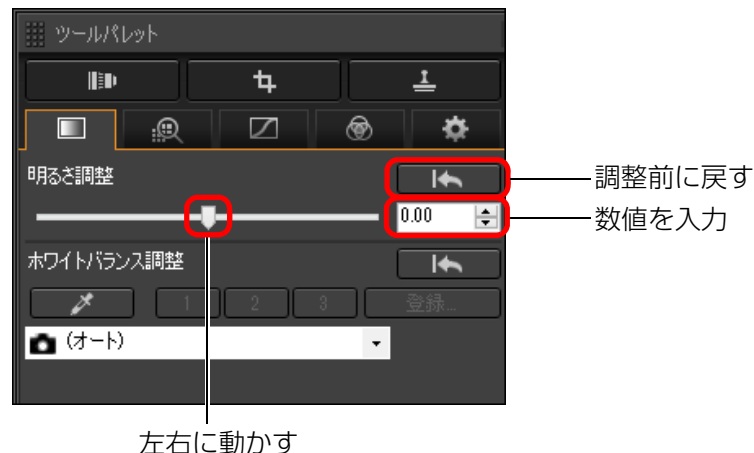 ツールパレット
明るさ調整
調整前に戻す
0.00
数値を入力
ホワイトバランス調整
1 2 3 登録...
(オート)
左右に動かす